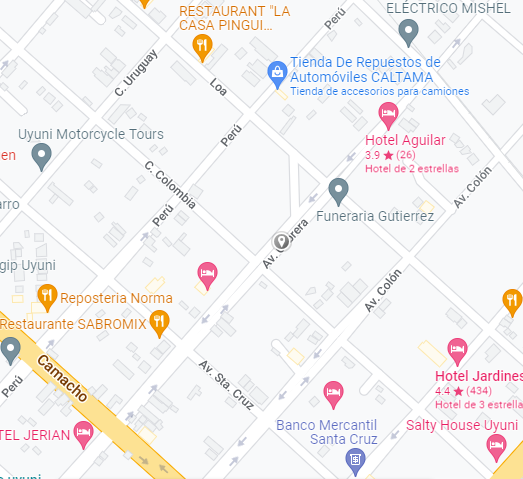 ELÉCTRICO MISHEL
RESTAURANT "LA
CASA PINGUI...
Perú
C. Uruguay
Loa
Tienda De Repuestos de
Automóviles CALTAMA
Tienda de accesorios para camiones
Uyuni Motorcycle Tours
Perú
Hotel Aguilar
3.9 ★ (26)
Hotel de 2 estrellas
en
C. Colombia
Av. Colón
arro
Perú
Funeraria Gutierrez
gip Uyuni
Av. Colón
Reposteria Norma
Restaurante SABROMIX
Camacho
Perú
Av. Sta. Cruz
Hotel Jardines
4.4 ★ (434)
Hotel de 3 estrella
TEL JERIAN
Banco Mercantil
Santa Cruz
Salty House Uyuni
uyuni